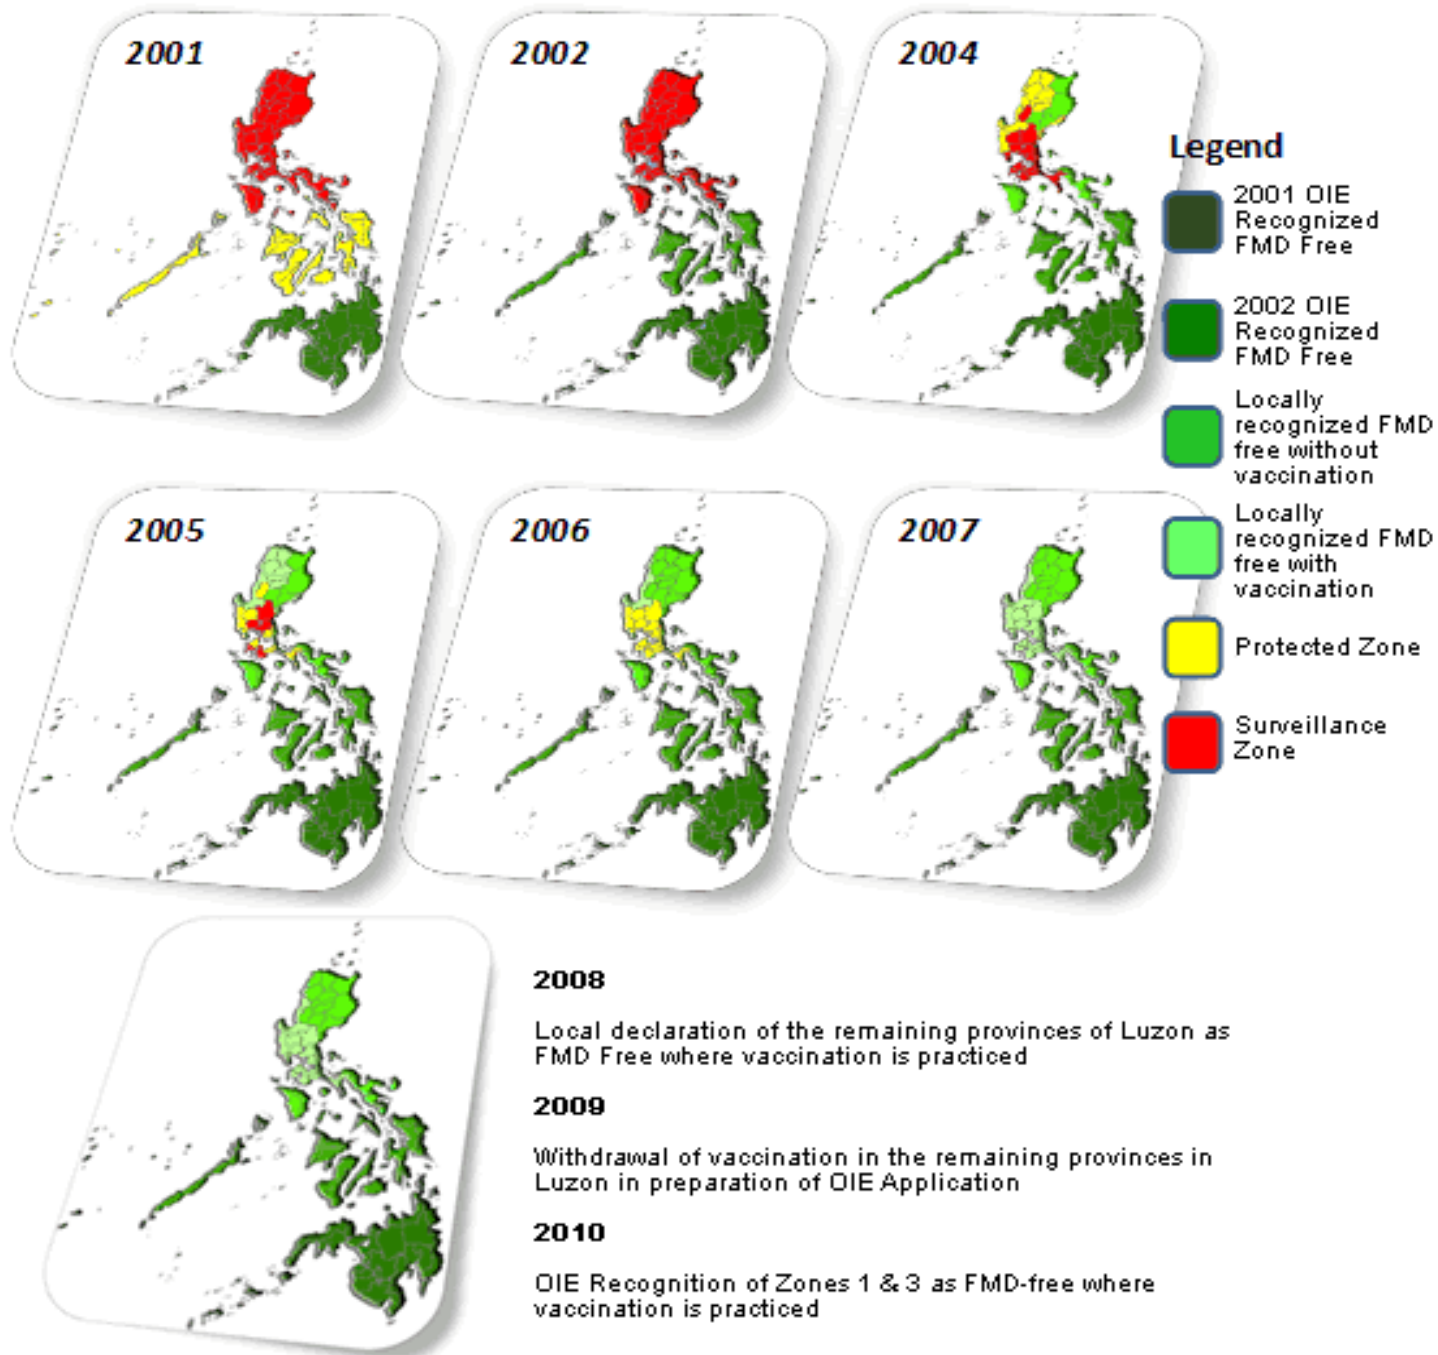 2001
2002
2004
Legend
2001 OIE
Recognized
FMD Free
2002 OIE
Recognized
FMD Free
Locally
recognized FMD
free without
vaccination
Locally
recognized FMD
free with
vaccination
Protected Zone
Surveillance
Zone
2005
2006
2007
2008
Local declaration of the remaining provinces of Luzon as
FMD Free where vaccination is practiced
2009
Withdrawal of vaccination in the remaining provinces in
Luzon in preparation of OIE Application
2010
OIE Recognition of Zones 1 & 3 as FMD-free where
vaccination is practiced